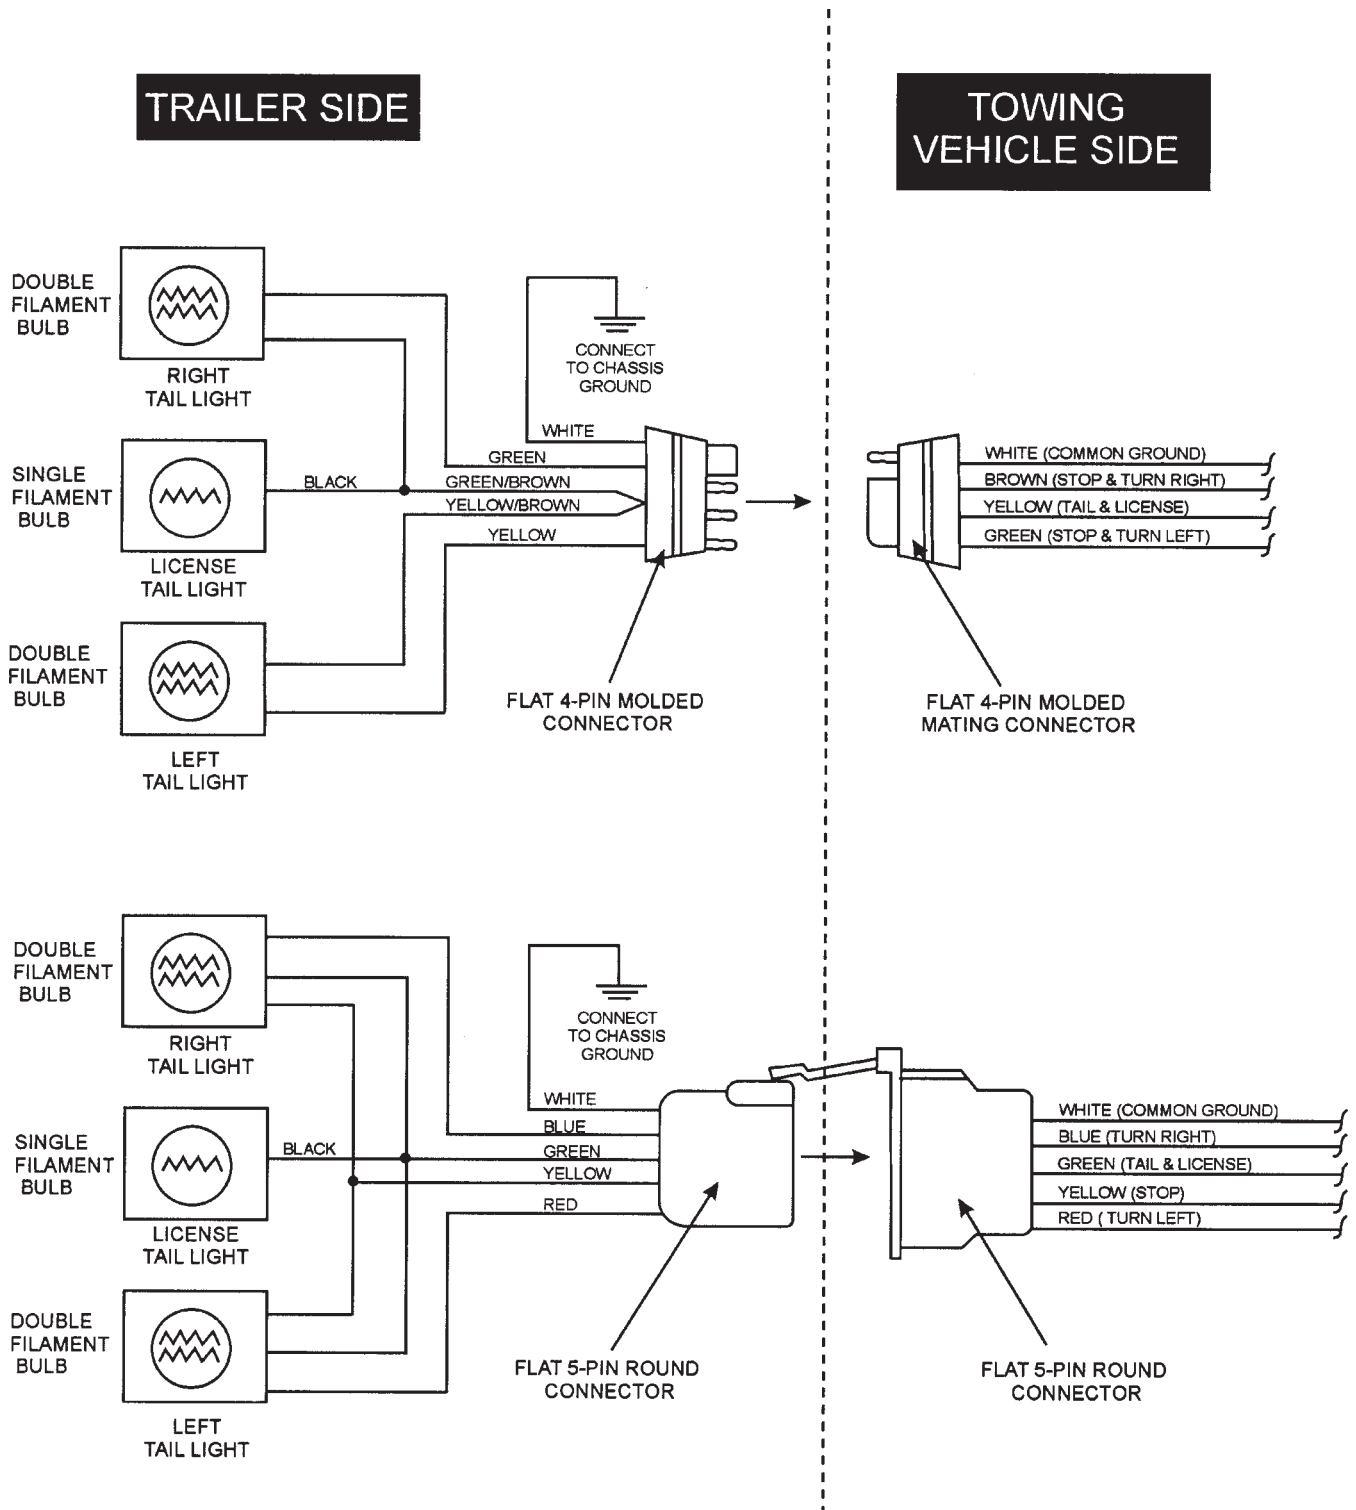 TRAILER SIDE
TOWING
VEHICLE SIDE
DOUBLE
FILAMENT
BULB
RIGHT
TAIL LIGHT
CONNECT
TO CHASSIS
GROUND
WHITE
GREEN
GREEN/BROWN
YELLOW/BROWN
YELLOW
BLACK
SINGLE
FILAMENT
BULB
LICENSE
TAIL LIGHT
DOUBLE
FILAMENT
BULB
LEFT
TAIL LIGHT
FLAT 4-PIN MOLDED
CONNECTOR
WHITE (COMMON GROUND)
BROWN (STOP & TURN RIGHT)
YELLOW (TAIL & LICENSE)
GREEN (STOP & TURN LEFT)
FLAT 4-PIN MOLDED
MATING CONNECTOR
DOUBLE
FILAMENT
BULB
RIGHT
TAIL LIGHT
CONNECT
TO CHASSIS
GROUND
WHITE
BLUE
GREEN
YELLOW
RED
BLACK
SINGLE
FILAMENT
BULB
LICENSE
TAIL LIGHT
DOUBLE
FILAMENT
BULB
LEFT
TAIL LIGHT
FLAT 5-PIN ROUND
CONNECTOR
WHITE (COMMON GROUND)
BLUE (TURN RIGHT)
GREEN (TAIL & LICENSE)
YELLOW (STOP)
RED ( TURN LEFT)
FLAT 5-PIN ROUND
CONNECTOR